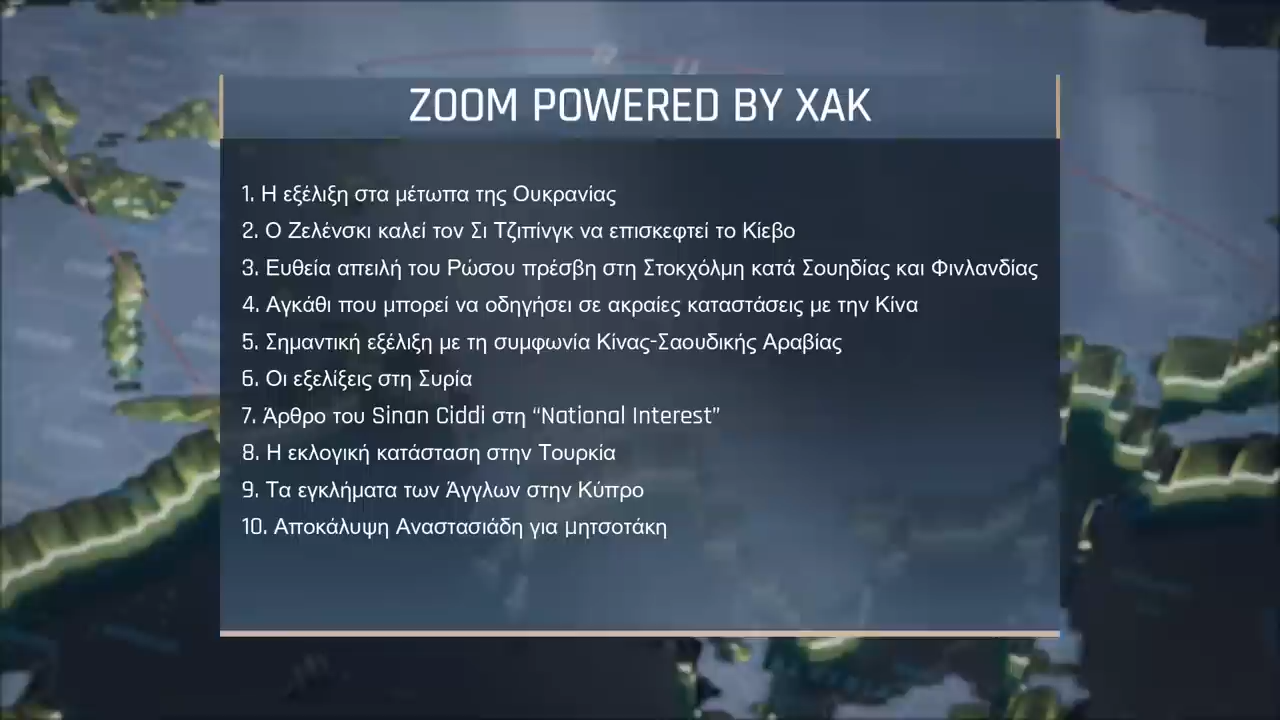 ZOOM POWERED BY XAK
1. Η εξέλιξη στα μέτωπα της Ουκρανίας
2. Ο Ζελένσκι καλεί τον Σι Τζιπίνγκ να επισκεφτεί το Κίεβο
3. Ευθεία απειλή του Ρώσου πρέσβη στη Στοκχόλμη κατά Σουηδίας και Φινλανδίας
4. Αγκάθι που μπορεί να οδηγήσει σε ακραίες καταστάσεις με την Κίνα
5. Σημαντική εξέλιξη με τη συμφωνία Κίνας-Σαουδικής Αραβίας
6. Οι εξελίξεις στη Συρία
7. Άρθρο του Sinan Ciddi στη “National Interest”
8. Η εκλογική κατάσταση στην Τουρκία
9. Τα εγκλήματα των Άγγλων στην Κύπρο
10. Αποκάλυψη Αναστασιάδη για μητσοτάκη